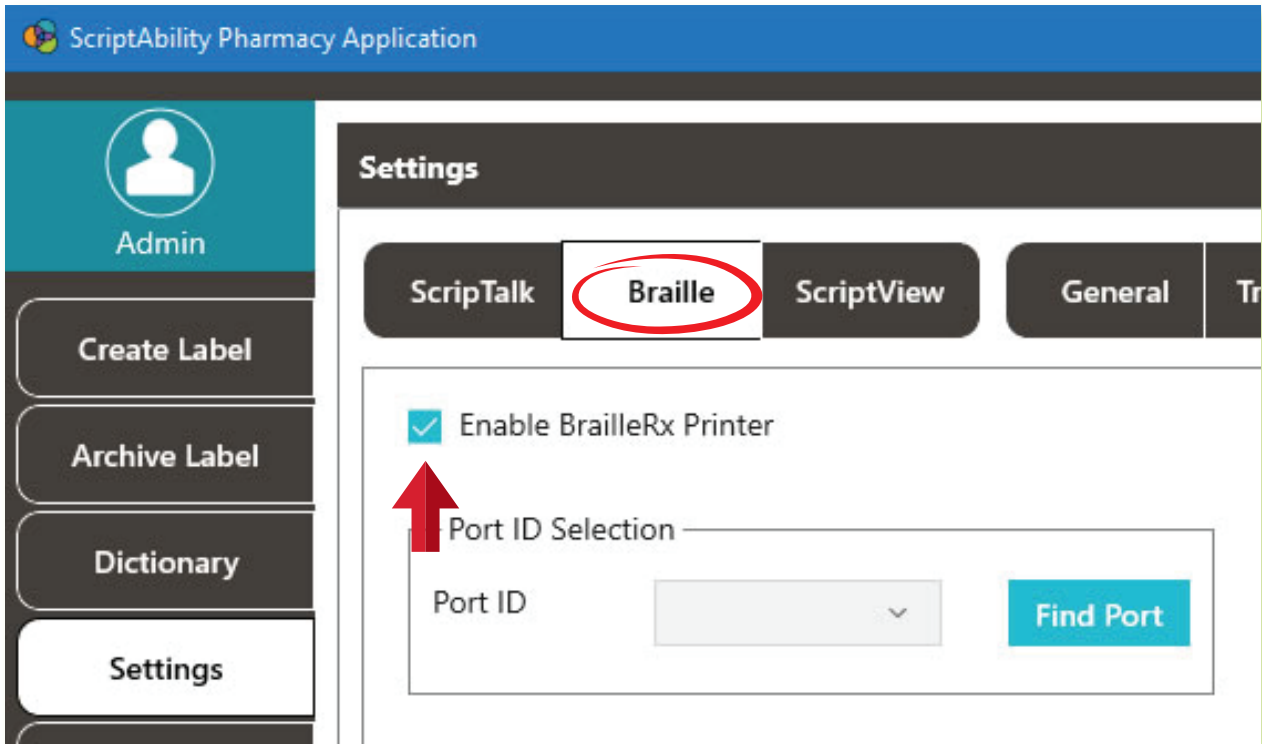 ScriptAbility Pharmacy Application
Admin
Create Label
Archive Label
Dictionary
Settings
Settings
ScripTalk Braille ScriptView General Tr
Enable BrailleRx Printer
Port ID Selection
Port ID
Find Port